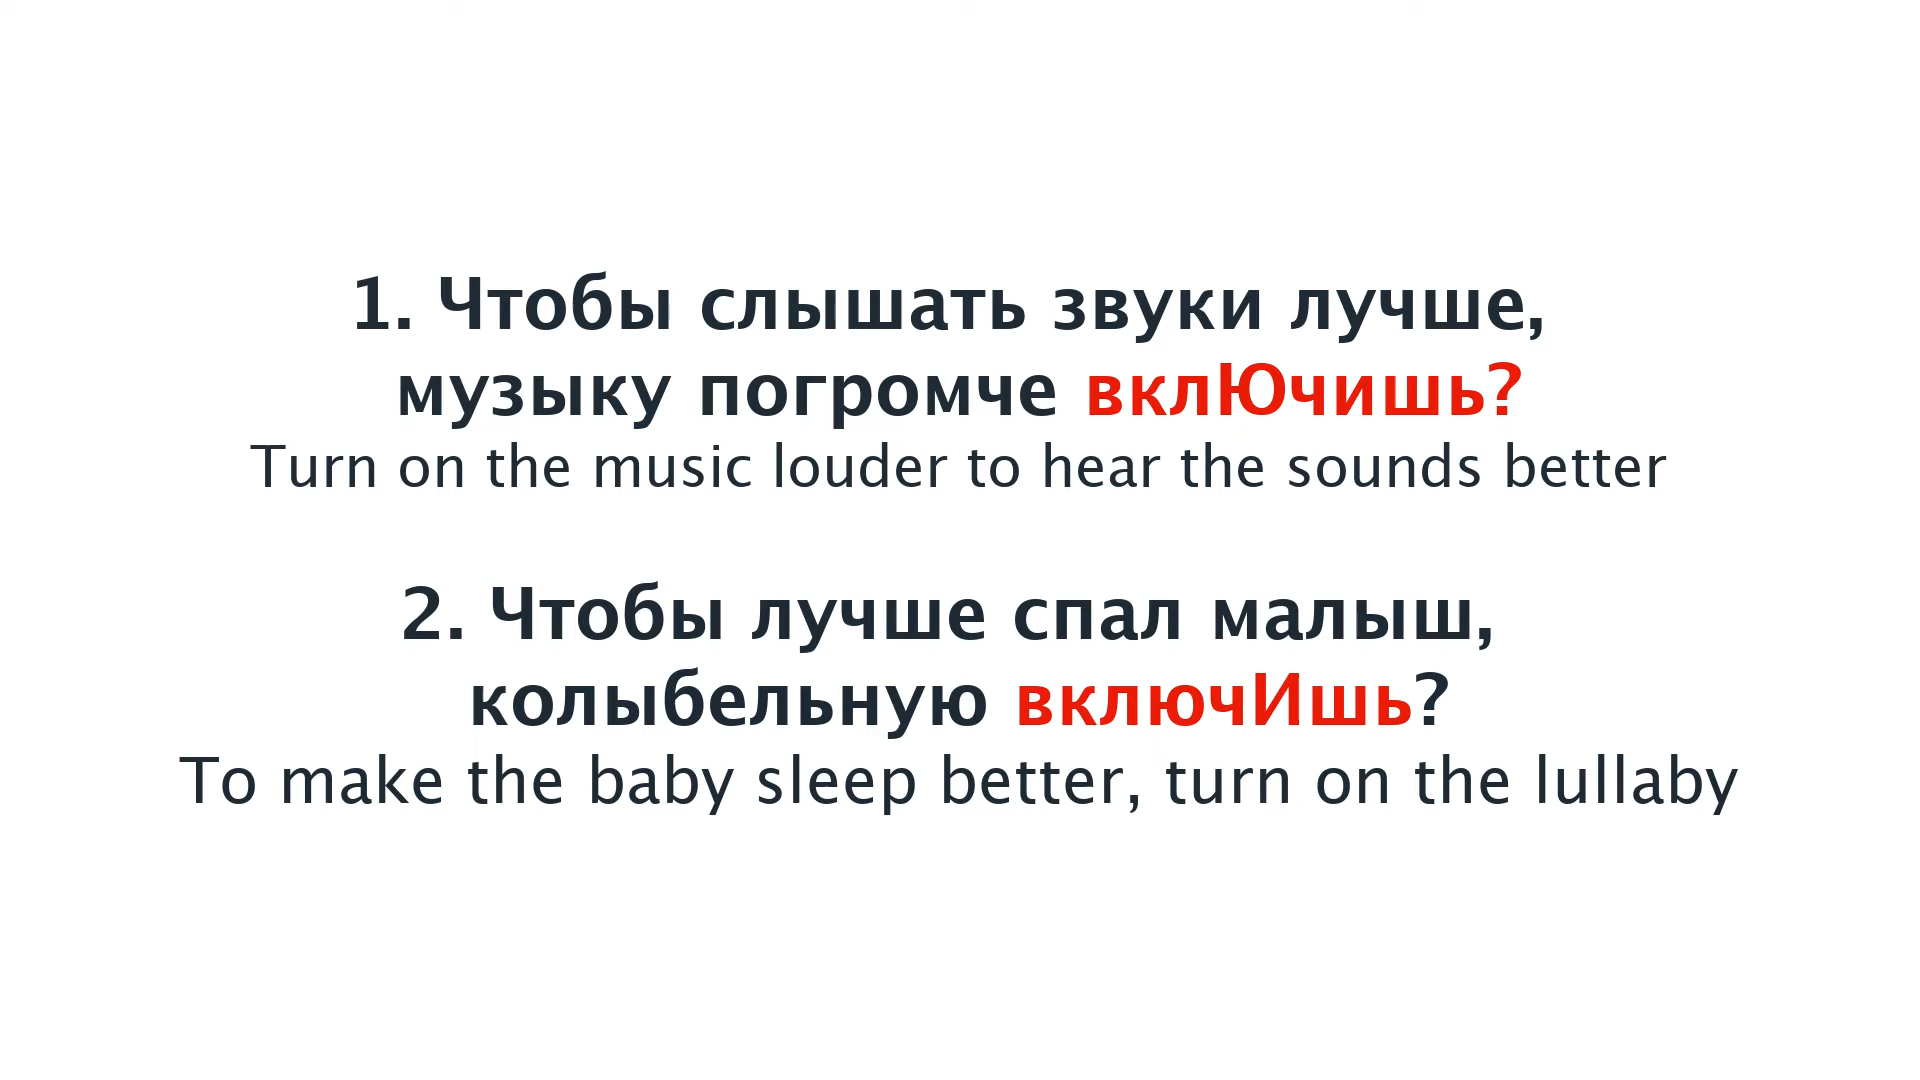 1. Чтобы слышать звуки лучше,
музыку погромче вклЮчишь?
Turn on the music louder to hear the sounds better
2. Чтобы лучше спал малыш,
колыбельную включИшь?
To make the baby sleep better, turn on the lullaby